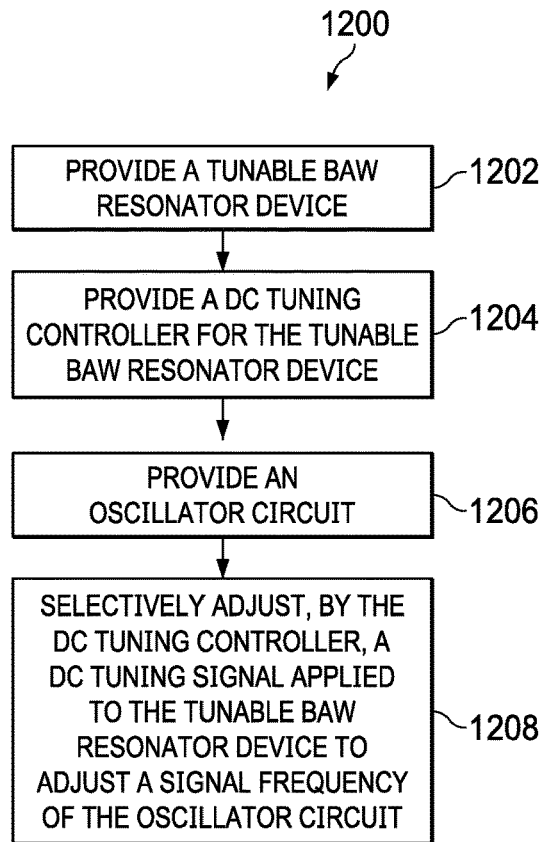 1200
PROVIDE A TUNABLE BAW
RESONATOR DEVICE
1202
PROVIDE A DC TUNING
CONTROLLER FOR THE TUNABLE
BAW RESONATOR DEVICE
1204
PROVIDE AN
OSCILLATOR CIRCUIT
1206
SELECTIVELY ADJUST, BY THE
DC TUNING CONTROLLER, A
DC TUNING SIGNAL APPLIED
TO THE TUNABLE BAW
RESONATOR DEVICE TO
ADJUST A SIGNAL FREQUENCY
OF THE OSCILLATOR CIRCUIT
1208